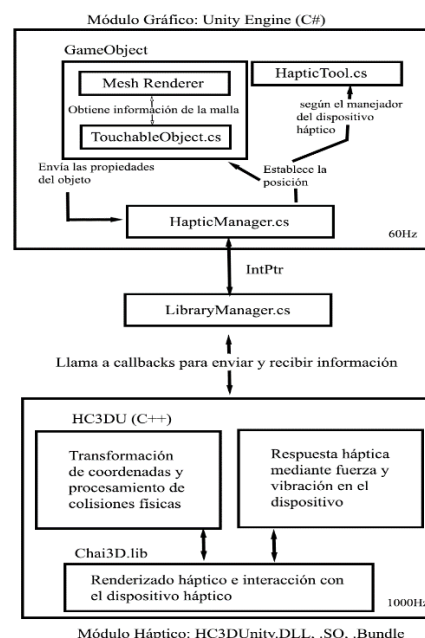 Módulo Gráfico: Unity Engine (C#)
GameObject
Mesh Renderer
Obtiene información de la malla
TouchableObject.cs
HapticTool.cs
según el manejador
del dispositivo
háptico
Envía las propiedades
del objeto
Establece la
posición
HapticManager.cs
60Hz
IntPtr
LibraryManager.cs
Llama a callbacks para enviar y recibir información
HC3DU (C++)
Transformación
de coordenadas y
procesamiento de
colisiones físicas
Respuesta háptica
mediante fuerza y
vibración en el
dispositivo
Chai3D.lib
Renderizado háptico e interacción con
el dispositivo háptico
1000Hz
Módulo Háptico: HC3DUnity.DLL, .SO, .Bundle